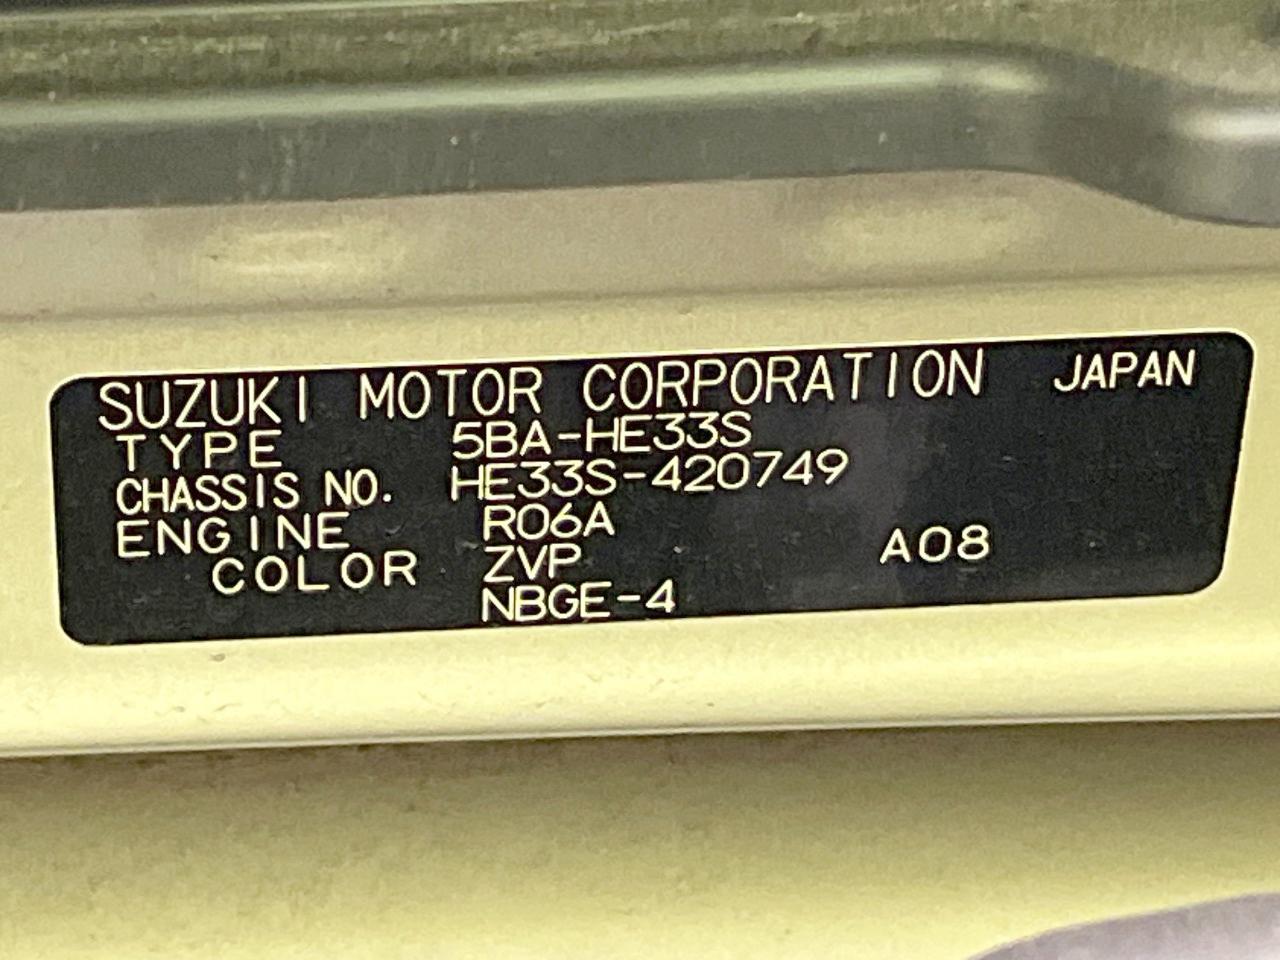 SUZUKI MOTOR CORPORATION JAPAN
TYPE 5BA-HE33S
CHASSIS NO. HE33S-420749
ENGINE R06A
COLOR ZVP A08
NBGE-4